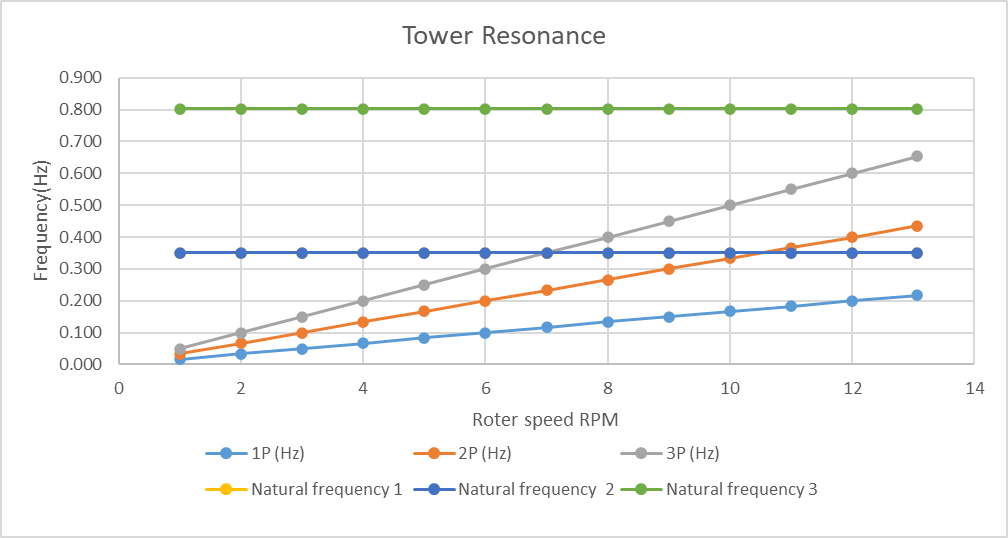 Tower Resonance
0.900
0.800
0.700
0.600
0.500
0.400
0.300
0.200
0.100
0.000
Frequency(Hz)
0 2 4 6 8 10 12 14
Roter speed RPM
1P (Hz) 2P (Hz) 3P (Hz)
Natural frequency 1 Natural frequency  2 Natural frequency 3